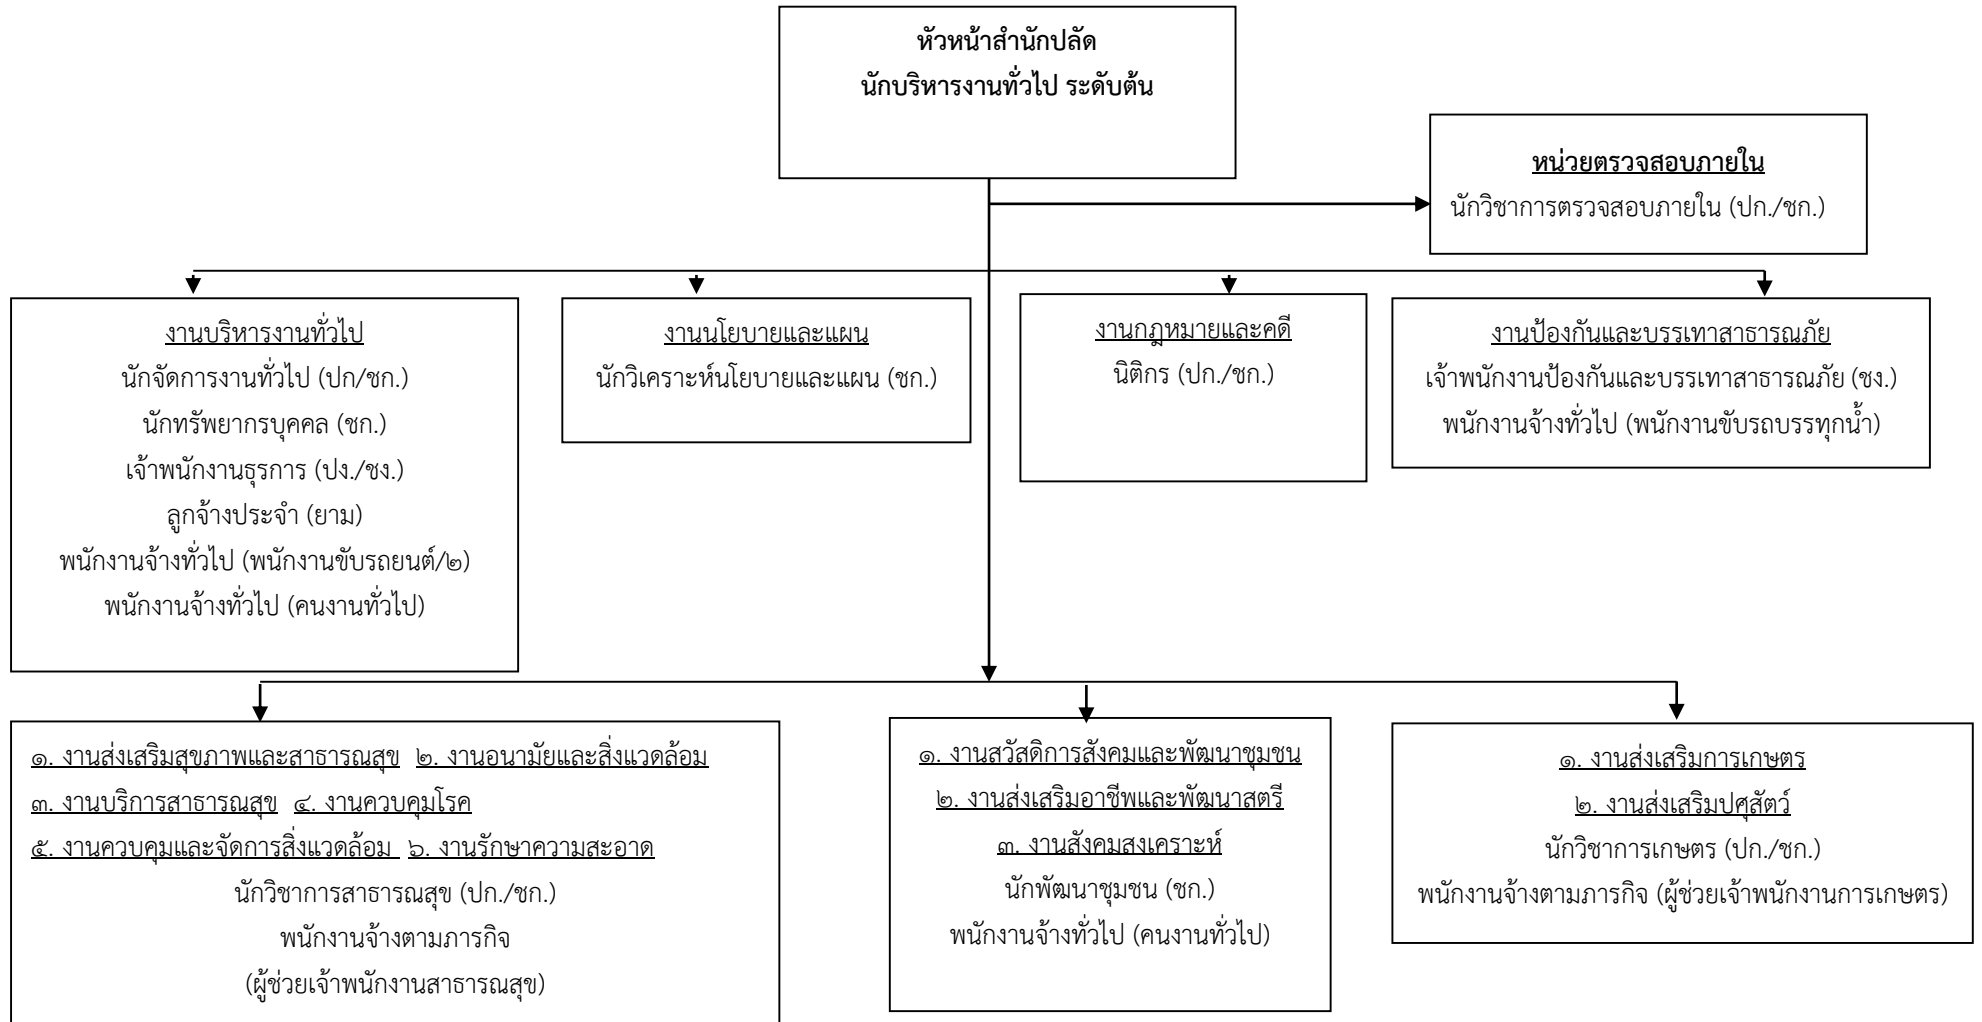 หัวหน้าสำนักปลัด
นักบริหารงานทั่วไป ระดับต้น
หน่วยตรวจสอบภายใน
นักวิชาการตรวจสอบภายใน (ปก./ชก.)
งานบริหารงานทั่วไป
นักจัดการงานทั่วไป (ปก/ชก.)
นักทรัพยากรบุคคล (ชก.)
เจ้าพนักงานธุรการ (ปง./ชง.)
ลูกจ้างประจำ (ยาม)
พนักงานจ้างทั่วไป (พนักงานขับรถยนต์/๒)
พนักงานจ้างทั่วไป (คนงานทั่วไป)
งานนโยบายและแผน
นักวิเคราะห์นโยบายและแผน (ชก.)
งานกฎหมายและคดี
นิติกร (ปก./ชก.)
งานป้องกันและบรรเทาสาธารณภัย
เจ้าพนักงานป้องกันและบรรเทาสาธารณภัย (ชง.)
พนักงานจ้างทั่วไป (พนักงานขับรถบรรทุกน้ำ)
๑. งานส่งเสริมสุขภาพและสาธารณสุข ๒. งานอนามัยและสิ่งแวดล้อม
๓. งานบริการสาธารณสุข ๔. งานควบคุมโรค
๕. งานควบคุมและจัดการสิ่งแวดล้อม ๖. งานรักษาความสะอาด
นักวิชาการสาธารณสุข (ปก./ชก.)
พนักงานจ้างตามภารกิจ
(ผู้ช่วยเจ้าพนักงานสาธารณสุข)
๑. งานสวัสดิการสังคมและพัฒนาชุมชน
๒. งานส่งเสริมอาชีพและพัฒนาสตรี
๓. งานสังคมสงเคราะห์
นักพัฒนาชุมชน (ชก.)
พนักงานจ้างทั่วไป (คนงานทั่วไป)
๑. งานส่งเสริมการเกษตร
๒. งานส่งเสริมปศุสัตว์
นักวิชาการเกษตร (ปก./ชก.)
พนักงานจ้างตามภารกิจ (ผู้ช่วยเจ้าพนักงานการเกษตร)